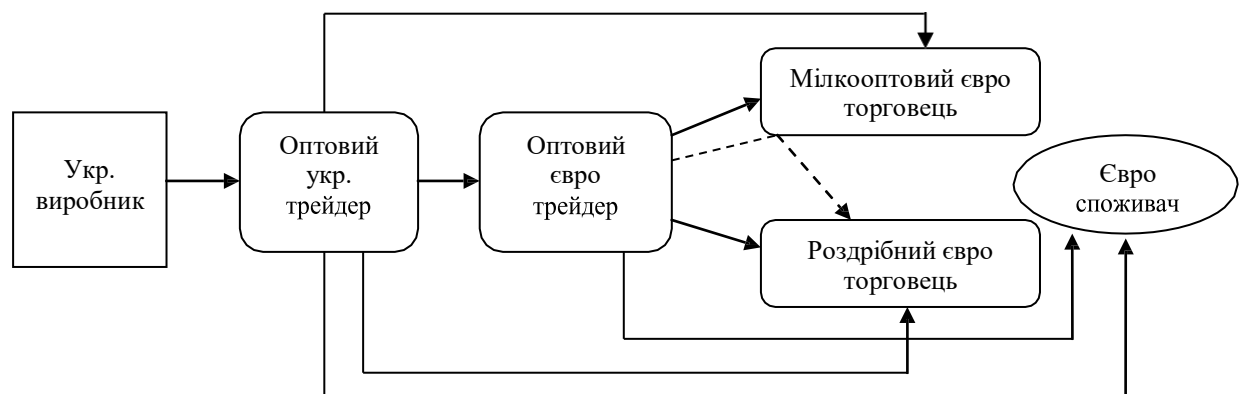 Укр.
виробник
Оптовий
укр.
трейдер
Оптовий
євро
трейдер
Мілкооптовий євро
торговець
Роздрібний євро
торговець
Євро
споживач